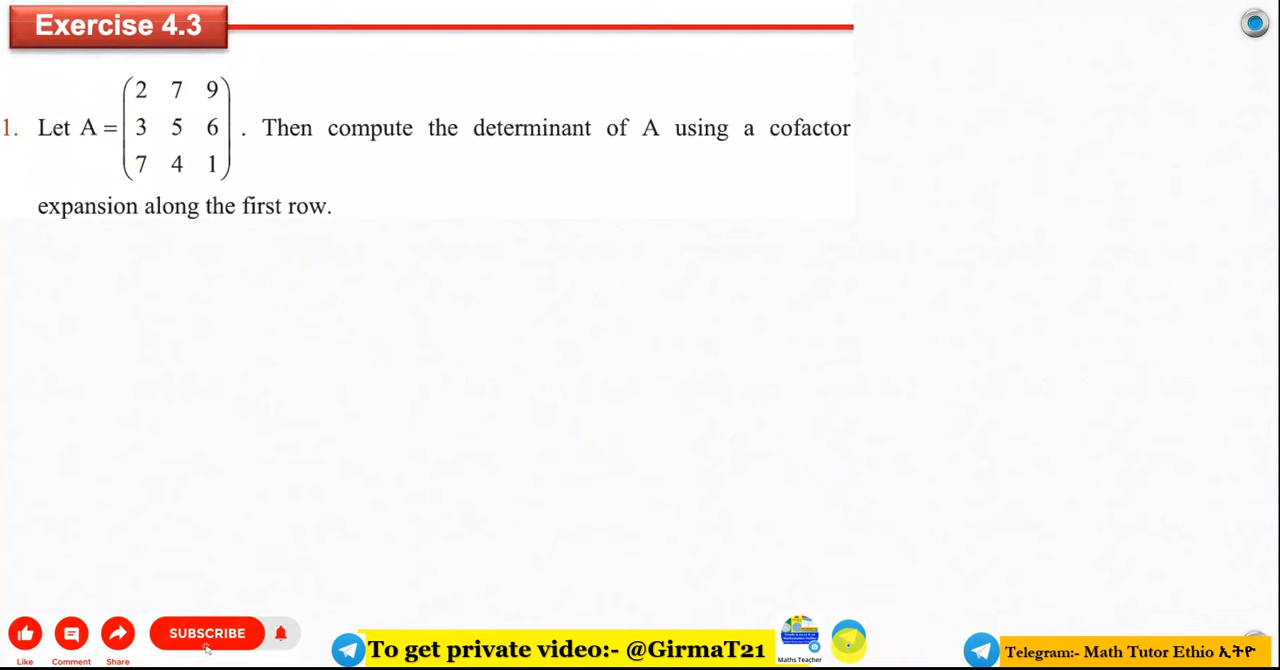 Exercise 4.3
2 7 9
1. Let A = 3 5 6 . Then compute the determinant of A using a cofactor
7 4 1
expansion along the first row.
SUBSCRIBE
Like Comment Share
To get private video:- @GirmaT21
Maths Teacher
Telegram:- Math Tutor Ethio ኢትዮ